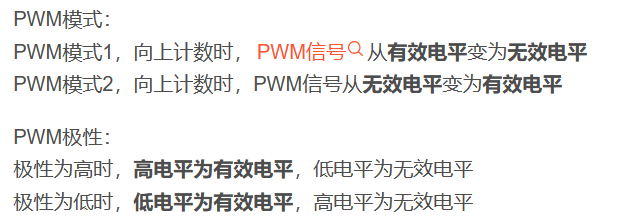 PWM模式：
PWM模式1，向上计数时，PWM信号从有效电平变为无效电平
PWM模式2，向上计数时，PWM信号从无效电平变为有效电平
PWM极性：
极性为高时，高电平为有效电平，低电平为无效电平
极性为低时，低电平为有效电平，高电平为无效电平